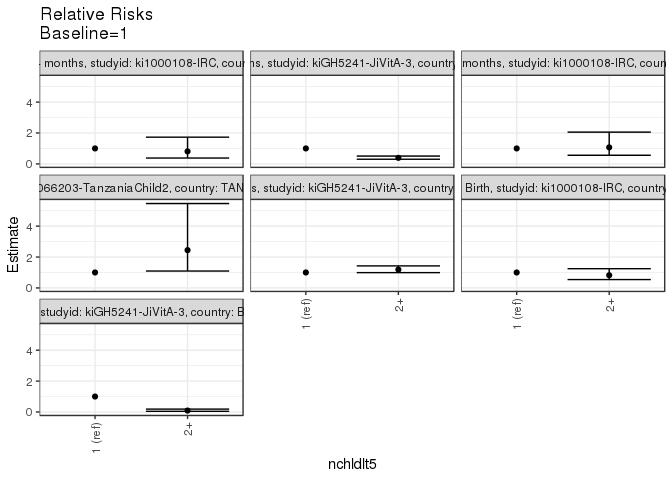 Relative Risks
Baseline=1
months, studyid: ki1000108-IRC, cou
s, studyid: kiGH5241-JiVitA-3, country
months, studyid: ki1000108-IRC, coun
066203-TanzaniaChild2, country: TAN
s, studyid: kiGH5241-JiVitA-3, country
Birth, studyid: ki1000108-IRC, country
studyid: kiGH5241-JiVitA-3, country: B
Estimate
4
2
0
4
2
0
4
2
0
1 (ref)
2+
1 (ref)
2+
1 (ref)
2+
nchldlt5